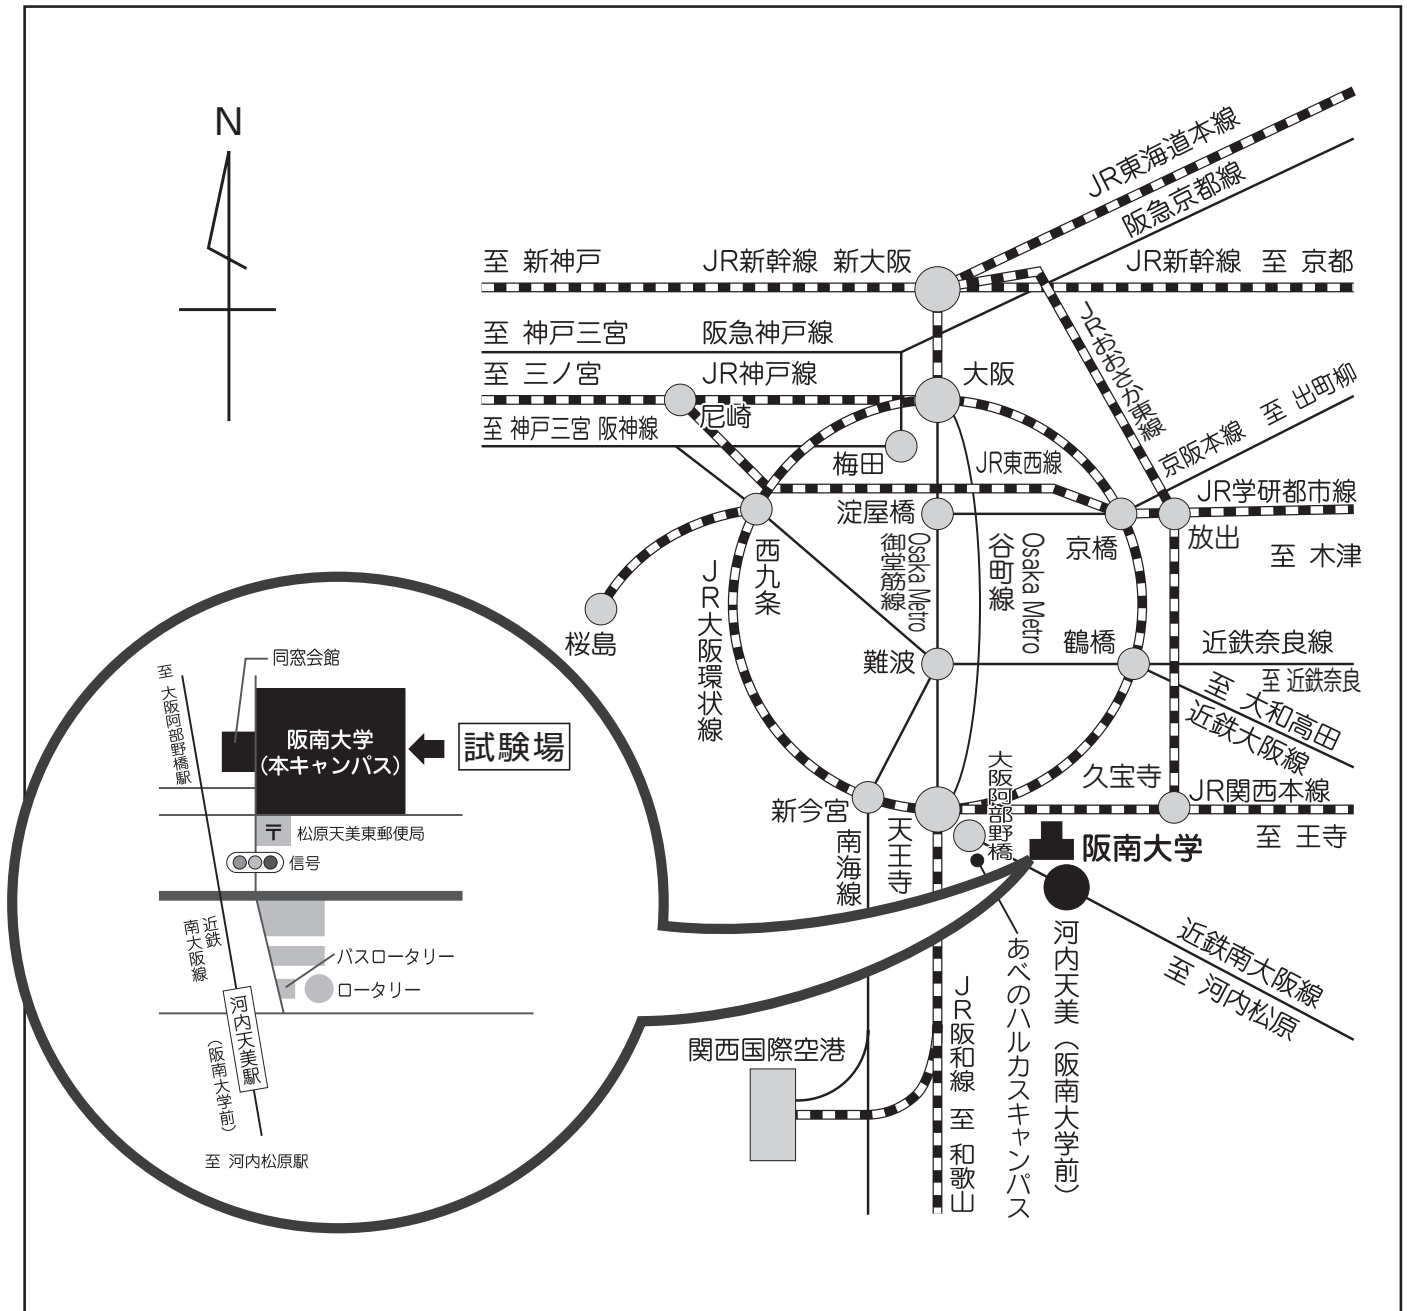 N
JR東海道本線
阪急京都線
至 新神戸
JR新幹線
新大阪
JR新幹線
至 京都
至 神戸三宮
阪急神戸線
至 三ノ宮
JR神戸線
大阪
尼崎
至 神戸三宮 阪神線
梅田
JRおおさか東線
京阪本線
至 出町柳
JR東西線
JR学研都市線
淀屋橋
京橋
放出
至 木津
西九条
桜島
JR大阪環状線
Osaka Metro
御堂筋線
Osaka Metro
谷町線
難波
鶴橋
近鉄奈良線
至 近鉄奈良
至 大和高田
近鉄大阪線
新今宮
天王寺
大阪阿部野橋
久宝寺
JR関西本線
至 王寺
南海線
阪南大学
河内天美(阪南大学前)
あべのハルカスキャンパス
近鉄南大阪線
至 河内松原
JR阪和線
至 和歌山
関西国際空港
同窓会館
至 大阪阿部野橋駅
阪南大学
(本キャンパス)
試験場
〒
松原天美東郵便局
信号
近鉄
南大阪線
バスロータリー
ロータリー
河内天美駅
(阪南大学前)
至 河内松原駅